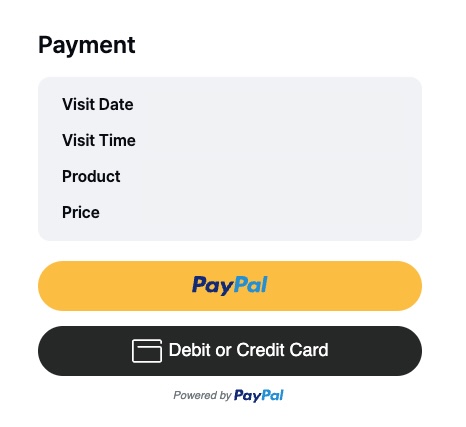 Payment
Visit Date
Visit Time
Product
Price
PayPal
Debit or Credit Card
Powered by PayPal